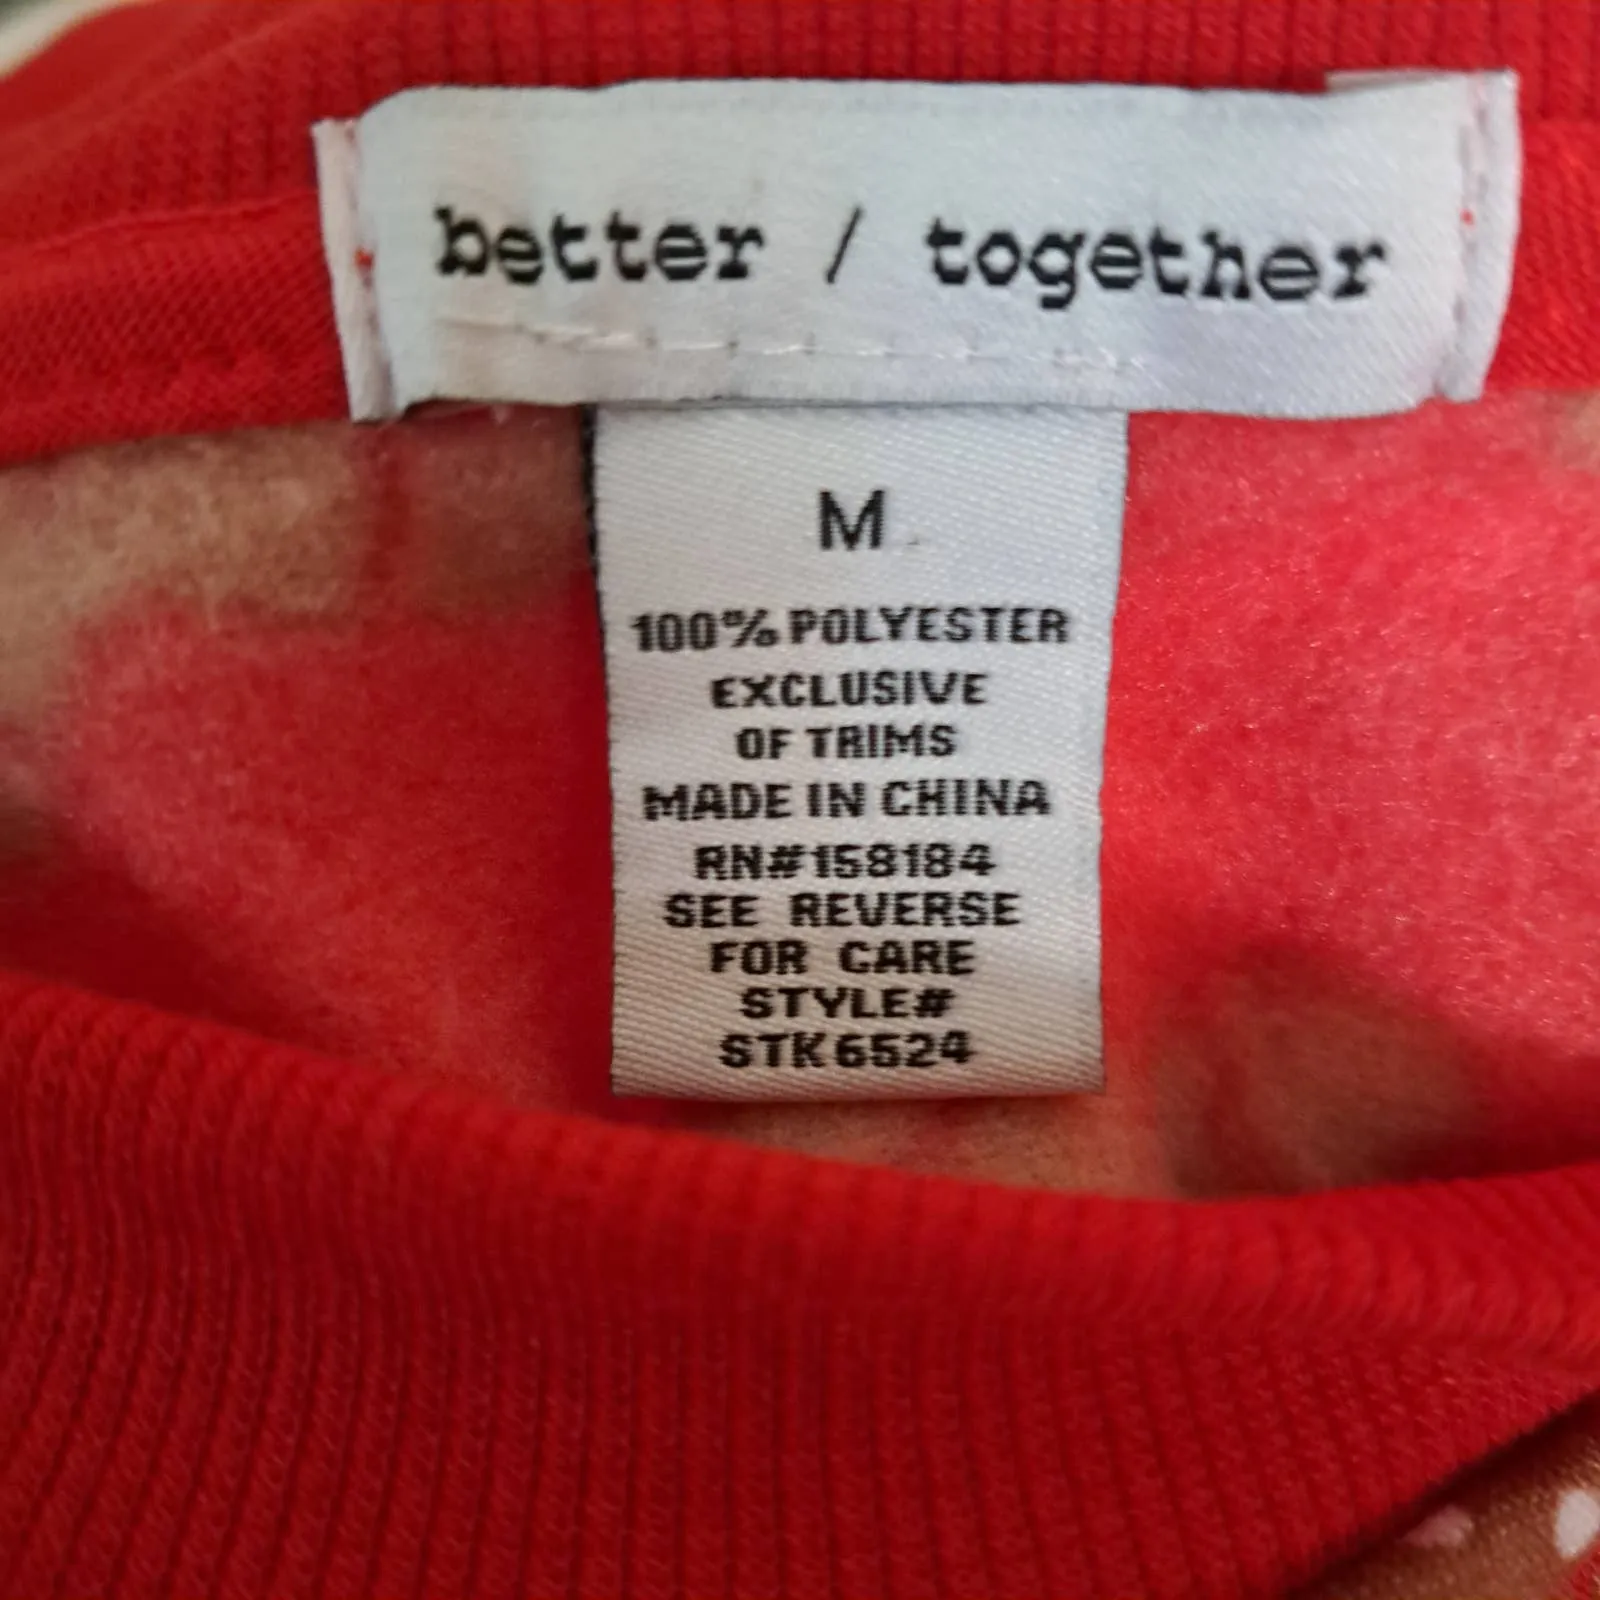 better / together
M
100% POLYESTER
EXCLUSIVE
OF TRIMS
MADE IN CHINA
RN#158184
SEE REVERSE
FOR CARE
STYLE#
STK6524